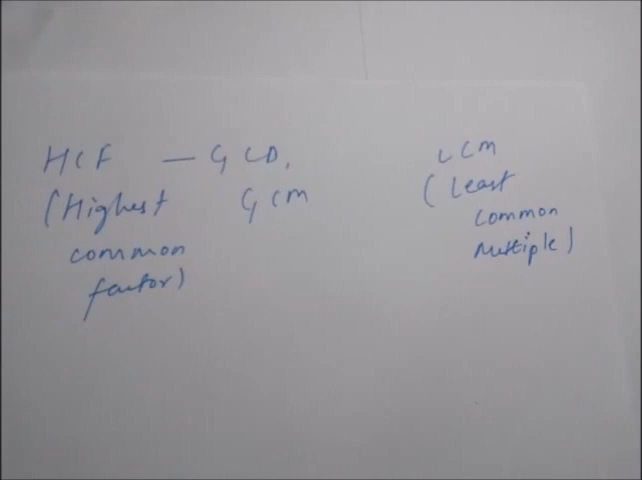 HCF — GCD,
(Highest GCM
common
factor)
LCM
(Least
common
Multiple)